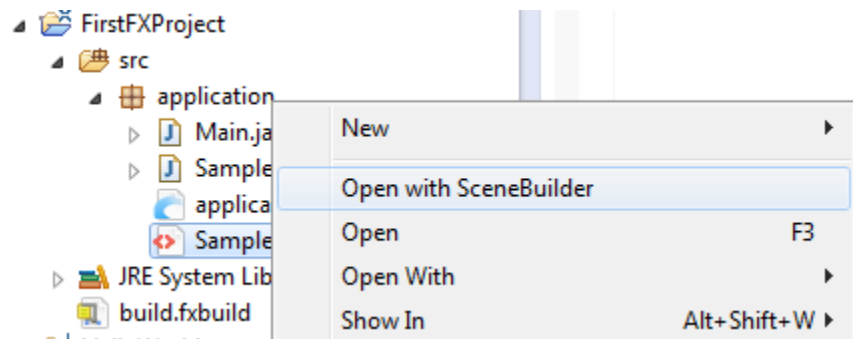 FirstFXProject
src
application
Main.ja
Sample
applica
Sample
JRE System Lib
build.fxbuild
New
Open with SceneBuilder
Open F3
Open With
Show In Alt+Shift+W